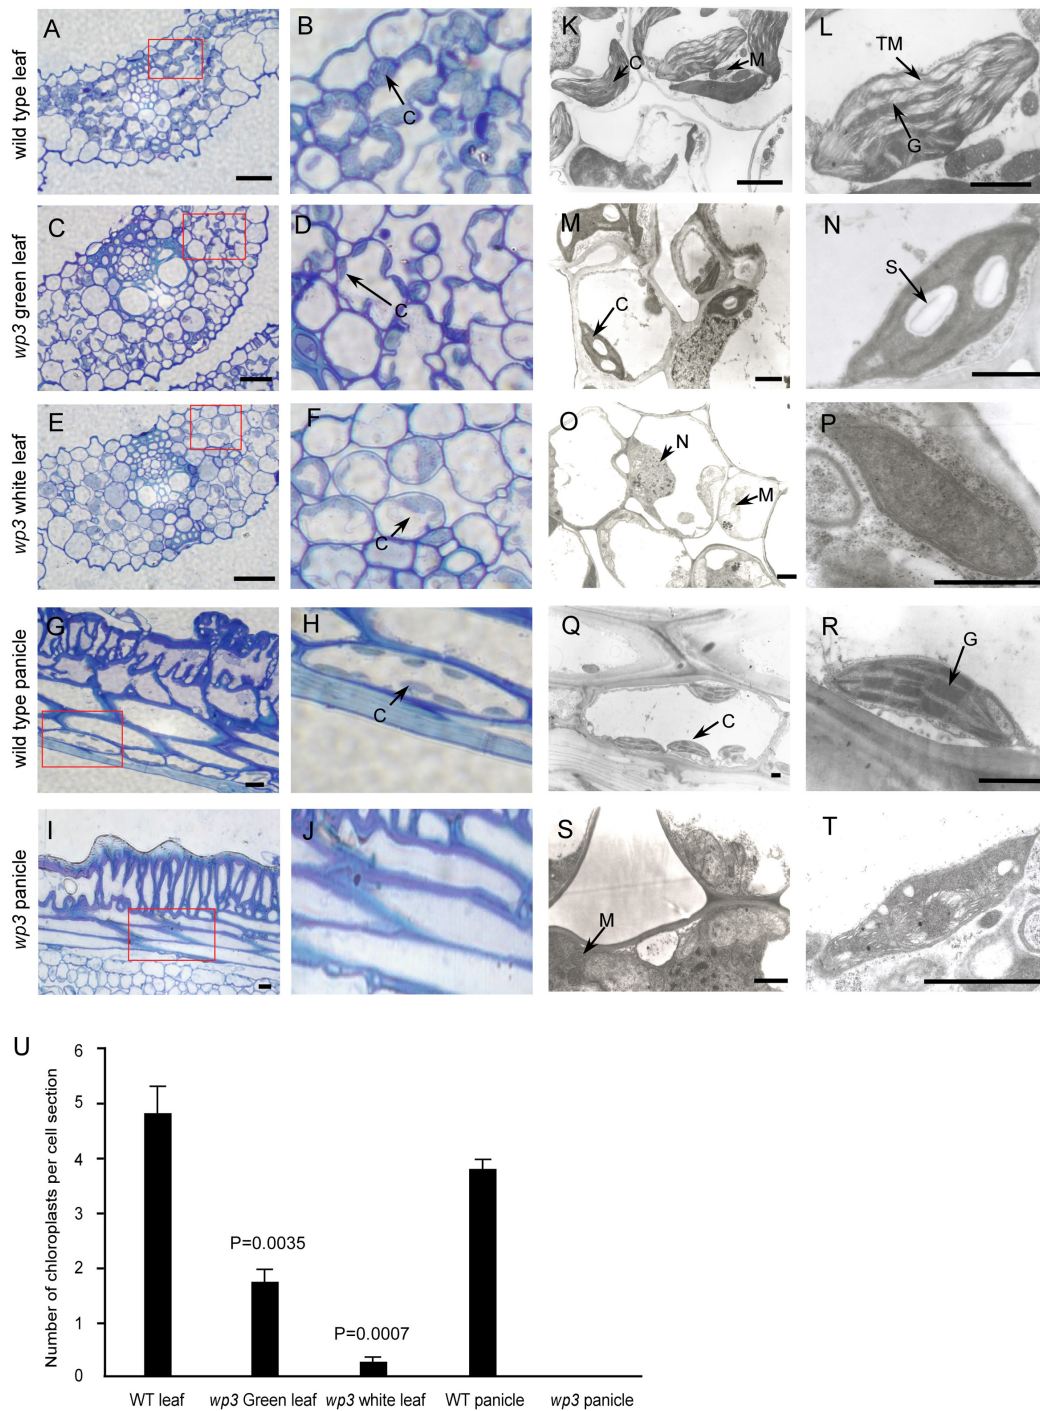 wild type leaf
A
B
C
K
C
M
L
TM
G
wp3 green leaf
C
D
C
M
C
N
S
wp3 white leaf
E
F
C
O
N
M
P
wild type panicle
G
H
C
Q
C
R
G
wp3 panicle
I
J
S
M
T
U
Number of chloroplasts per cell section
6
5
4
3
2
1
0
P=0.0035
P=0.0007
WT leaf
wp3 Green leaf
wp3 white leaf
WT panicle
wp3 panicle